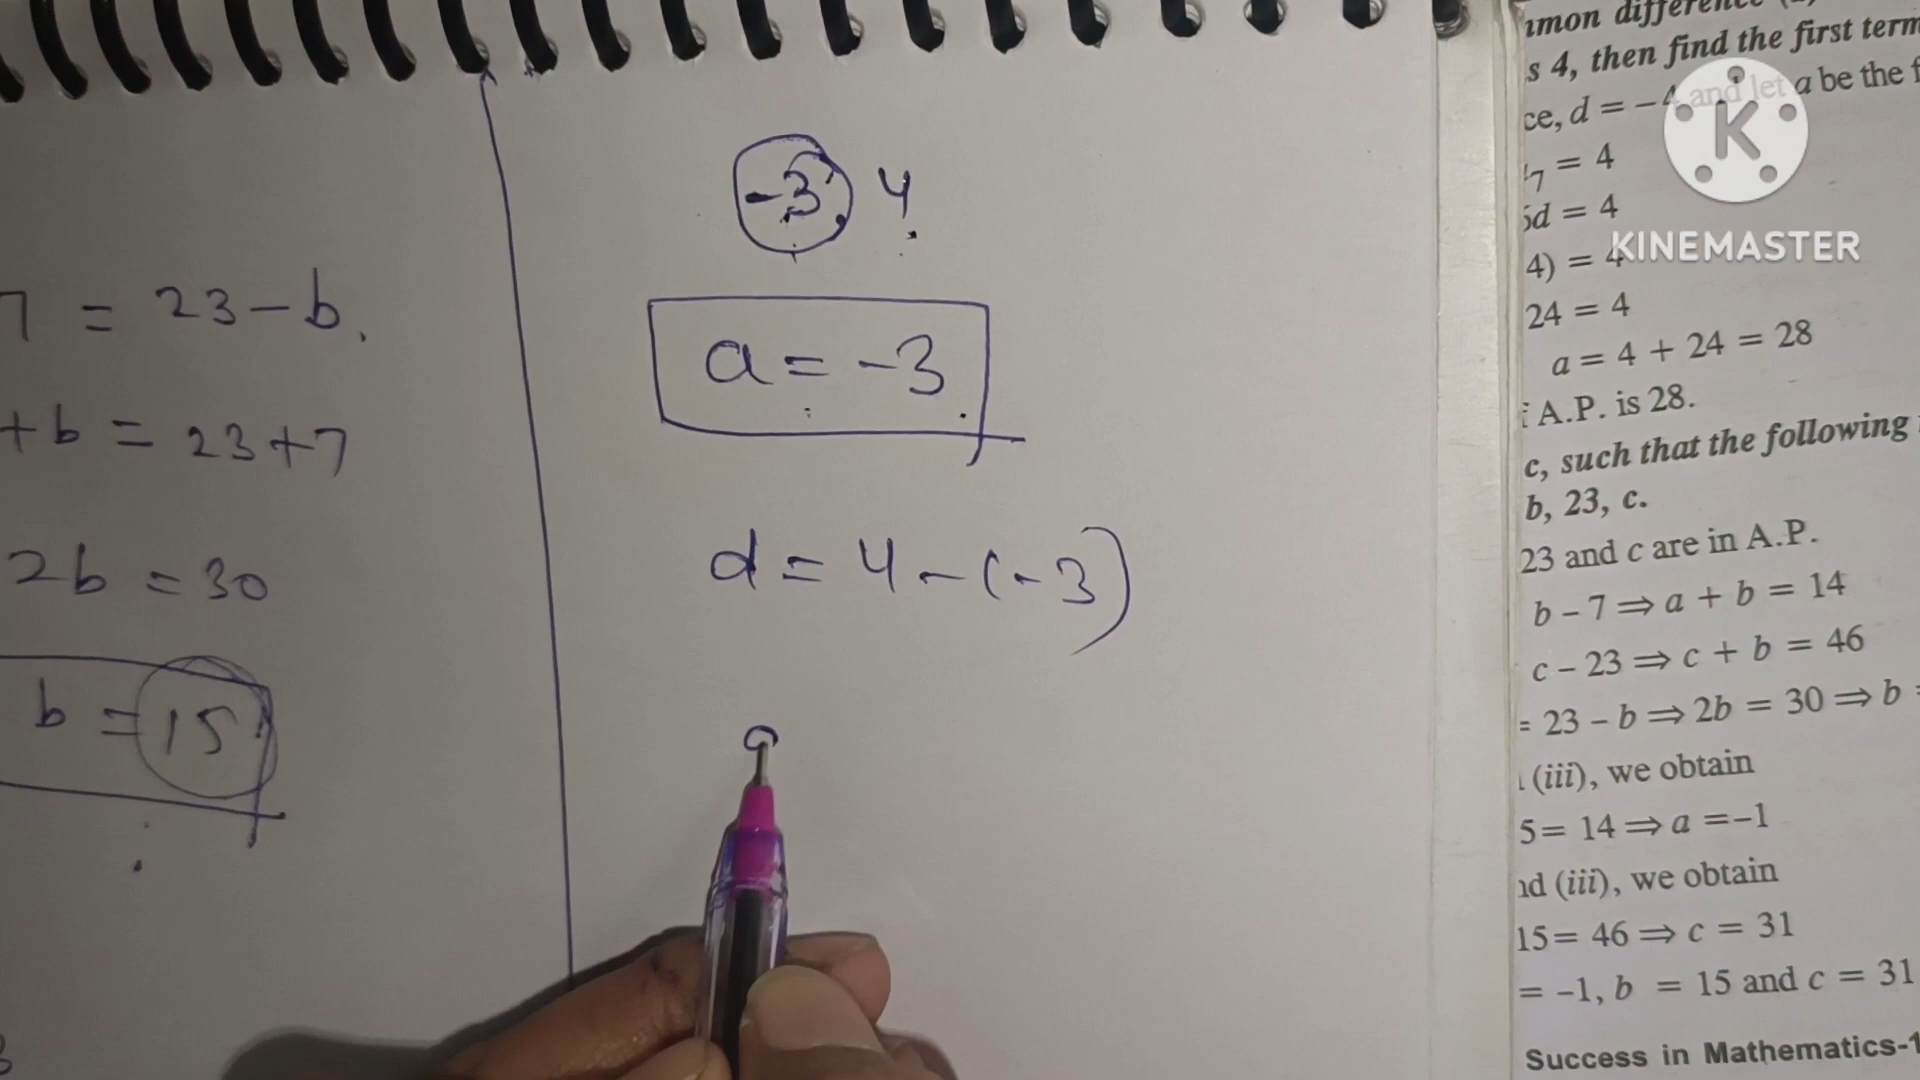 7 = 23 - b
+ b = 23 + 7
2b = 30
b = 15
-3, 4
a = -3
d = 4 - (-3)
s 4, then find the first term
ce, d = - 4 and let a be the f
7 = 4
d = 4
4) = 4
24 = 4
a = 4 + 24 = 28
A.P. is 28.
c, such that the following
b, 23, c.
23 and c are in A.P.
b - 7 ⇒ a + b = 14
c - 23 ⇒ c + b = 46
= 23 - b ⇒ 2b = 30 ⇒ b =
(iii), we obtain
5= 14 ⇒ a =-1
nd (iii), we obtain
15= 46 ⇒ c = 31
= -1, b = 15 and c = 31
Success in Mathematics-1
K
KINEMASTER